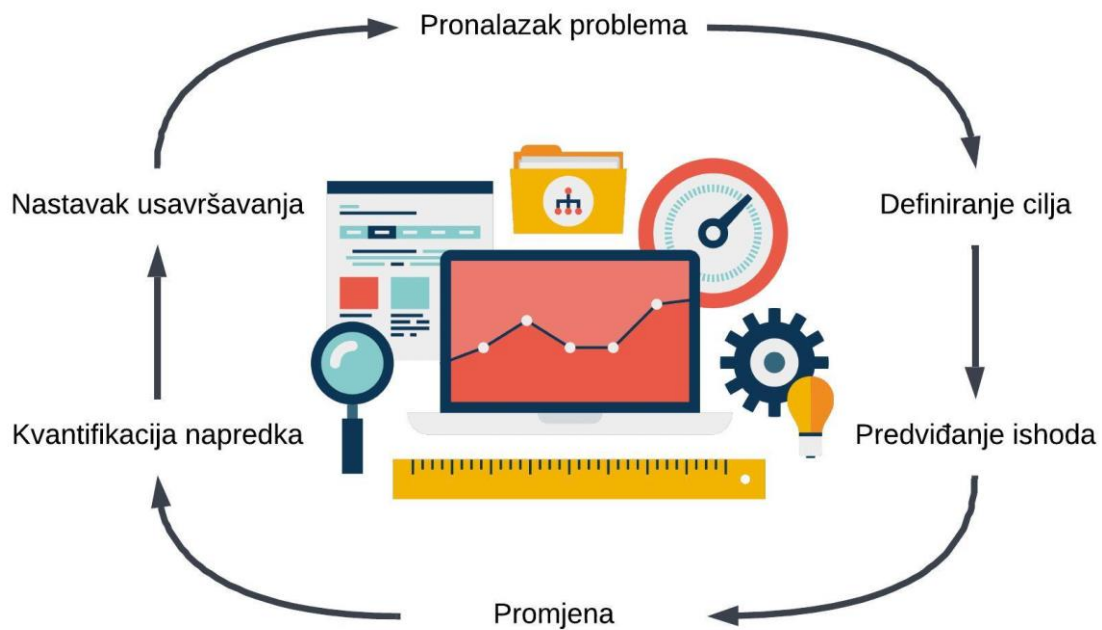 Pronalazak problema
Definiranje cilja
Predviđanje ishoda
Promjena
Kvantifikacija napredka
Nastavak usavršavanja